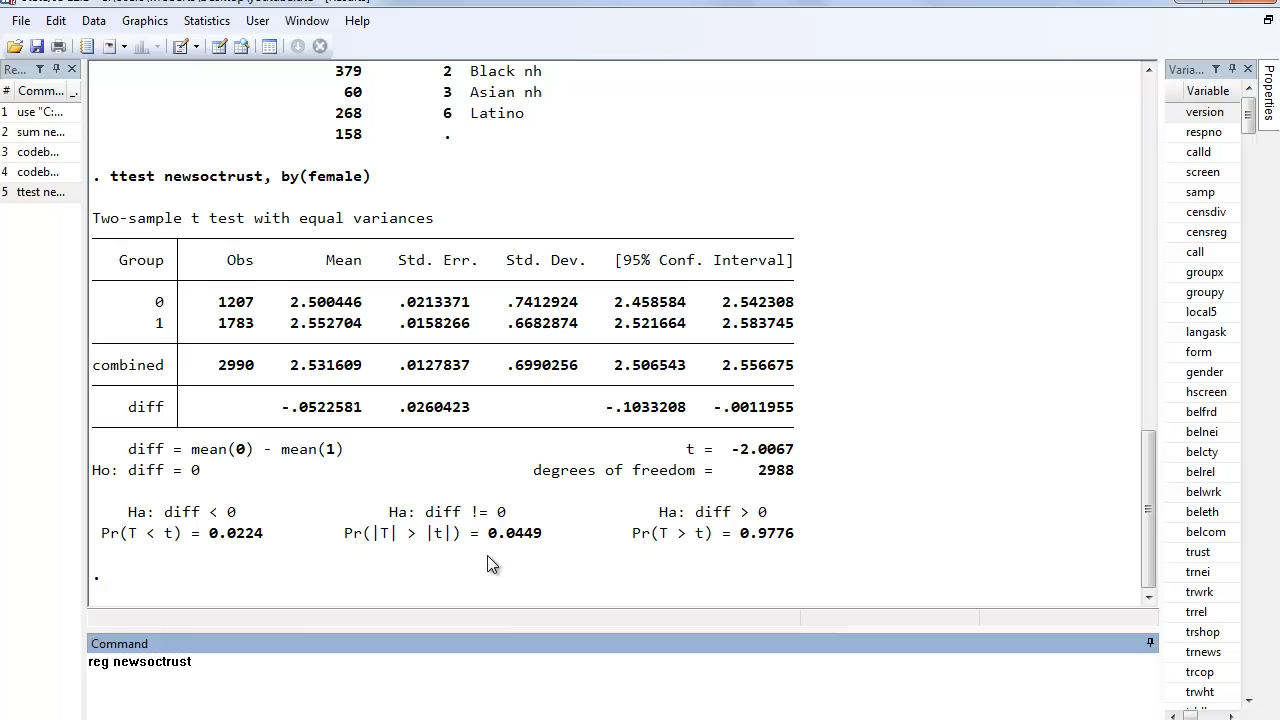 File Edit Data Graphics Statistics User Window Help
Re...
# Comm...
1 use "C:...
2 sum ne...
3 codeb...
4 codeb...
5 ttest ne...
379 2 Black nh
60 3 Asian nh
268 6 Latino
158 .
. ttest newsoctrust, by(female)
Two-sample t test with equal variances
Group Obs Mean Std. Err. Std. Dev. [95% Conf. Interval]
0 1207 2.500446 .0213371 .7412924 2.458584 2.542308
1 1783 2.552704 .0158266 .6682874 2.521664 2.583745
combined 2990 2.531609 .0127837 .6990256 2.506543 2.556675
diff -.0522581 .0260423 -.1033208 -.0011955
diff = mean(0) - mean(1) t = -2.0067
Ho: diff = 0 degrees of freedom = 2988
Ha: diff < 0 Ha: diff != 0 Ha: diff > 0
Pr(T < t) = 0.0224 Pr(|T| > |t|) = 0.0449 Pr(T > t) = 0.9776
.
Command
reg newsoctrust
Varia...
Variable
version
respno
calld
screen
samp
censdiv
censreg
call
groupx
groupy
local5
langask
form
gender
hscreen
belfrd
belnei
belcty
belrel
belwrk
beleth
belcom
trust
trnei
trwrk
trrel
trshop
trnews
trcop
trwht
Properties